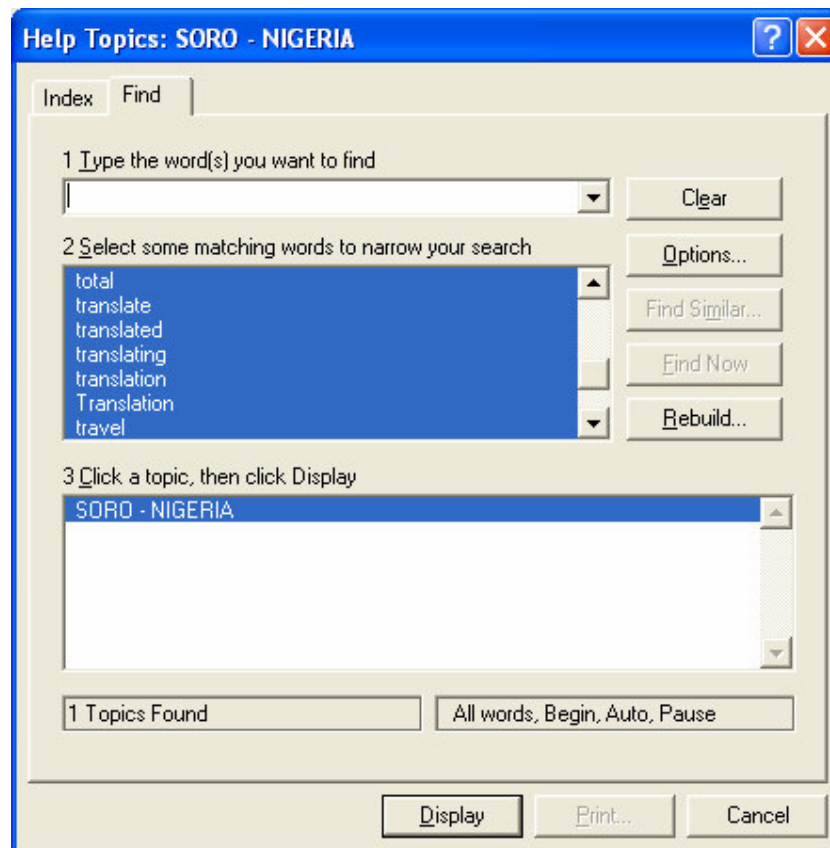 Help Topics: SORO - NIGERIA
Index Find
1 Type the word(s) you want to find
Clear
2 Select some matching words to narrow your search
Options...
total
translate
translated
translating
translation
Translation
travel
Find Similar...
Find Now
Rebuild...
3 Click a topic, then click Display
SORO - NIGERIA
1 Topics Found
All words, Begin, Auto, Pause
Display Print... Cancel